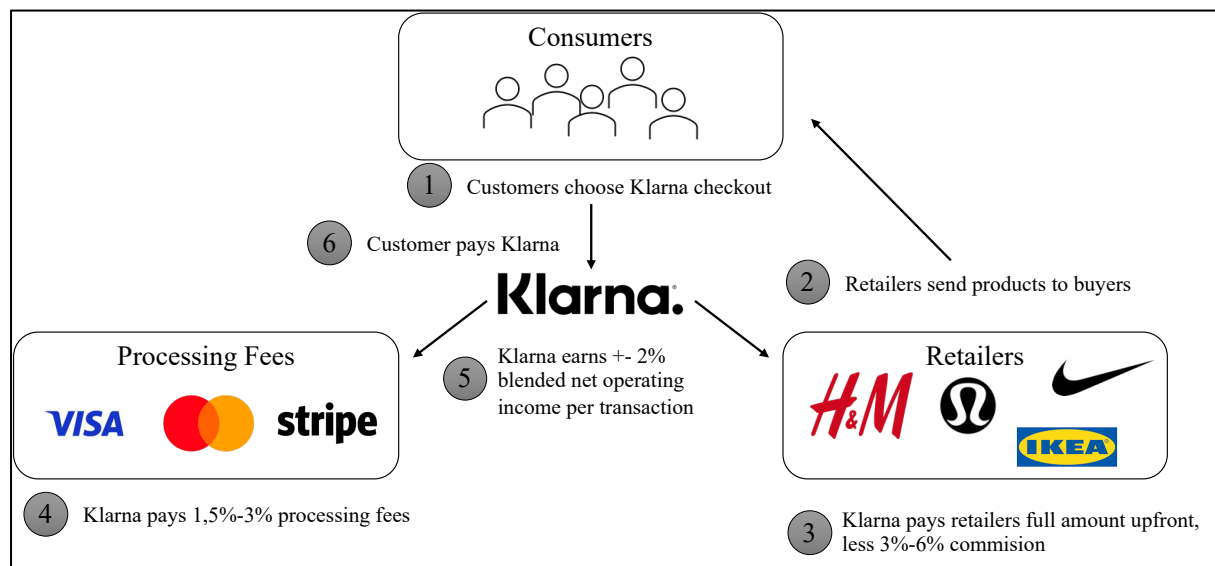 Consumers
1
Customers choose Klarna checkout
6
Customer pays Klarna
Klarna.
2
Retailers send products to buyers
Processing Fees
VISA
stripe
5
Klarna earns +- 2%
blended net operating
income per transaction
Retailers
H&M
IKEA
4
Klarna pays 1,5%-3% processing fees
3
Klarna pays retailers full amount upfront,
less 3%-6% commision